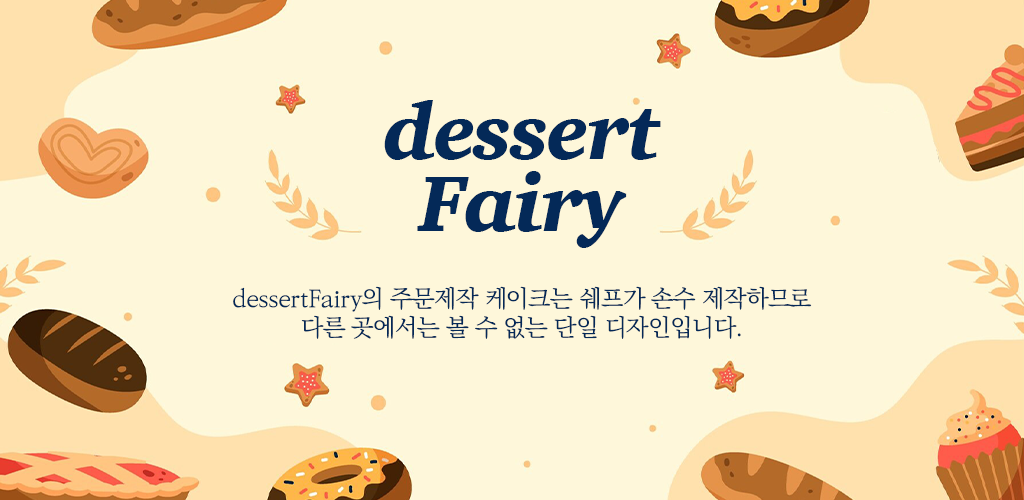 dessert
Fairy
dessertFairy의 주문제작 케이크는 쉐프가 손수 제작하므로
다른 곳에서는 볼 수 없는 단일 디자인입니다.